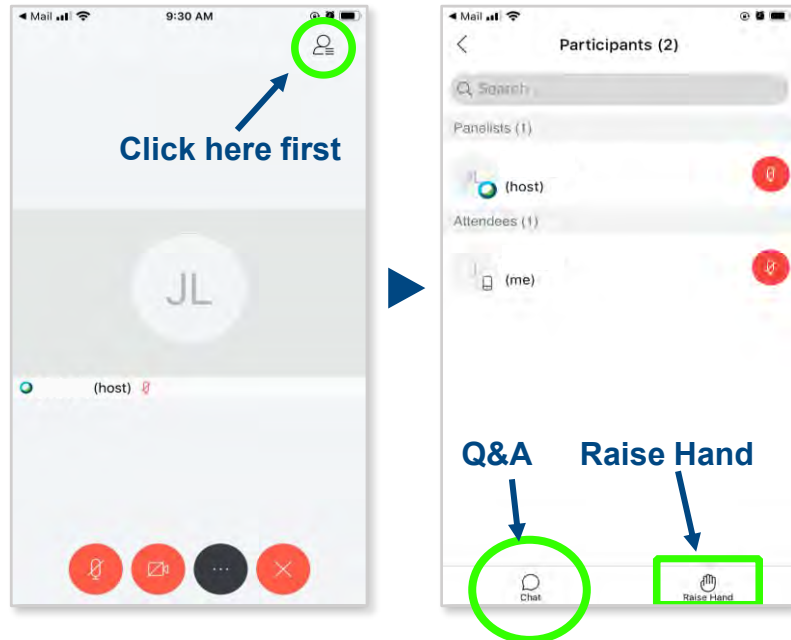 Mail
9:30 AM
Click here first
JL
(host)
Mail
Participants (2)
Search
Panelists (1)
(host)
Attendees (1)
(me)
Q&A
Raise Hand
Chat
Raise Hand